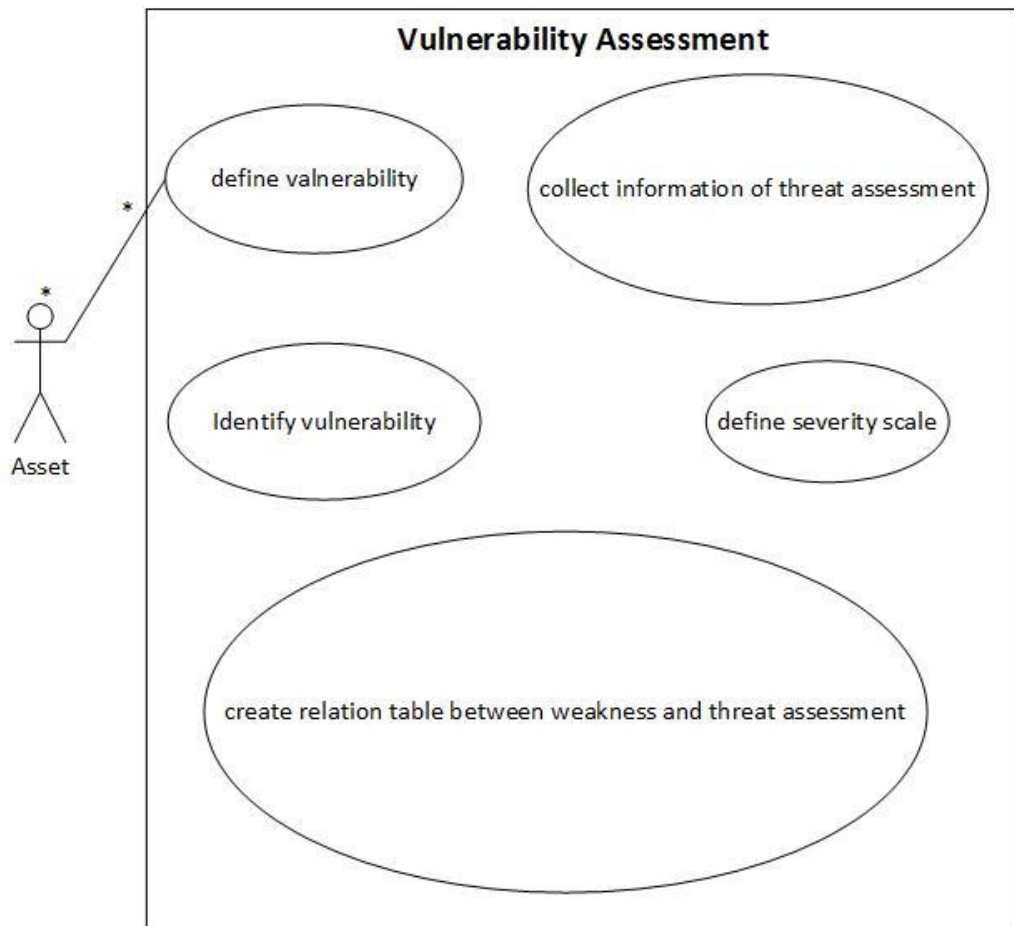 Vulnerability Assessment
define valnerability
collect information of threat assessment
*
*
Identify vulnerability
define severity scale
Asset
create relation table between weakness and threat assessment